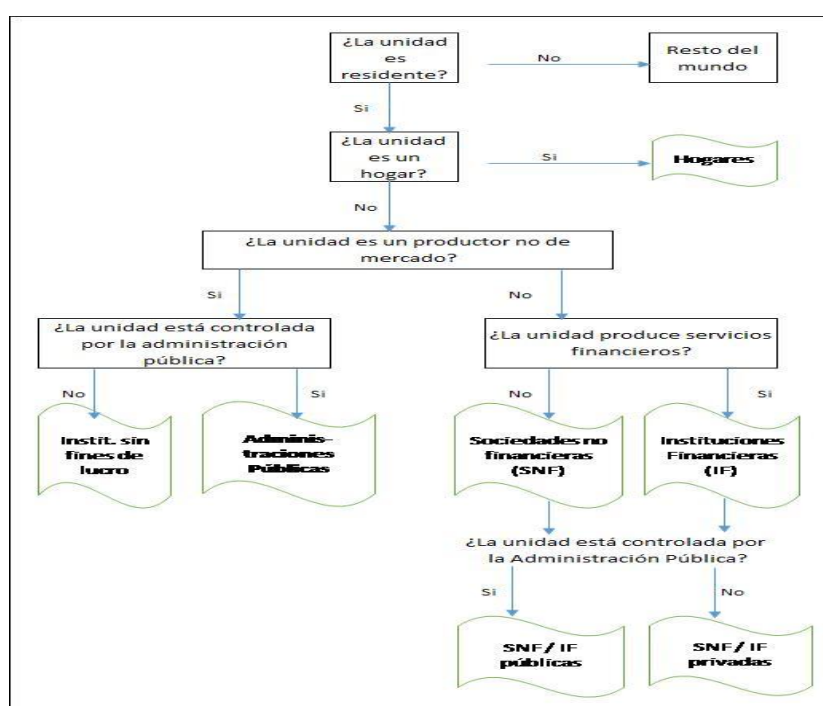 ¿La unidad
es
residente?
No
Resto del
mundo
Si
¿La unidad
es un
hogar?
Si
Hogares
No
¿La unidad es un productor no de
mercado?
Si
No
¿La unidad está controlada
por la administración
pública?
¿La unidad produce servicios
financieros?
No
Si
No
Si
Instit. sin
fines de
lucro
Adminis-
traciones
Públicas
Sociedades no
financieras
(SNF)
Instituciones
Financieras
(IF)
¿La unidad está controlada por
la Administración Pública?
Si
No
SNF / IF
públicas
SNF / IF
privadas